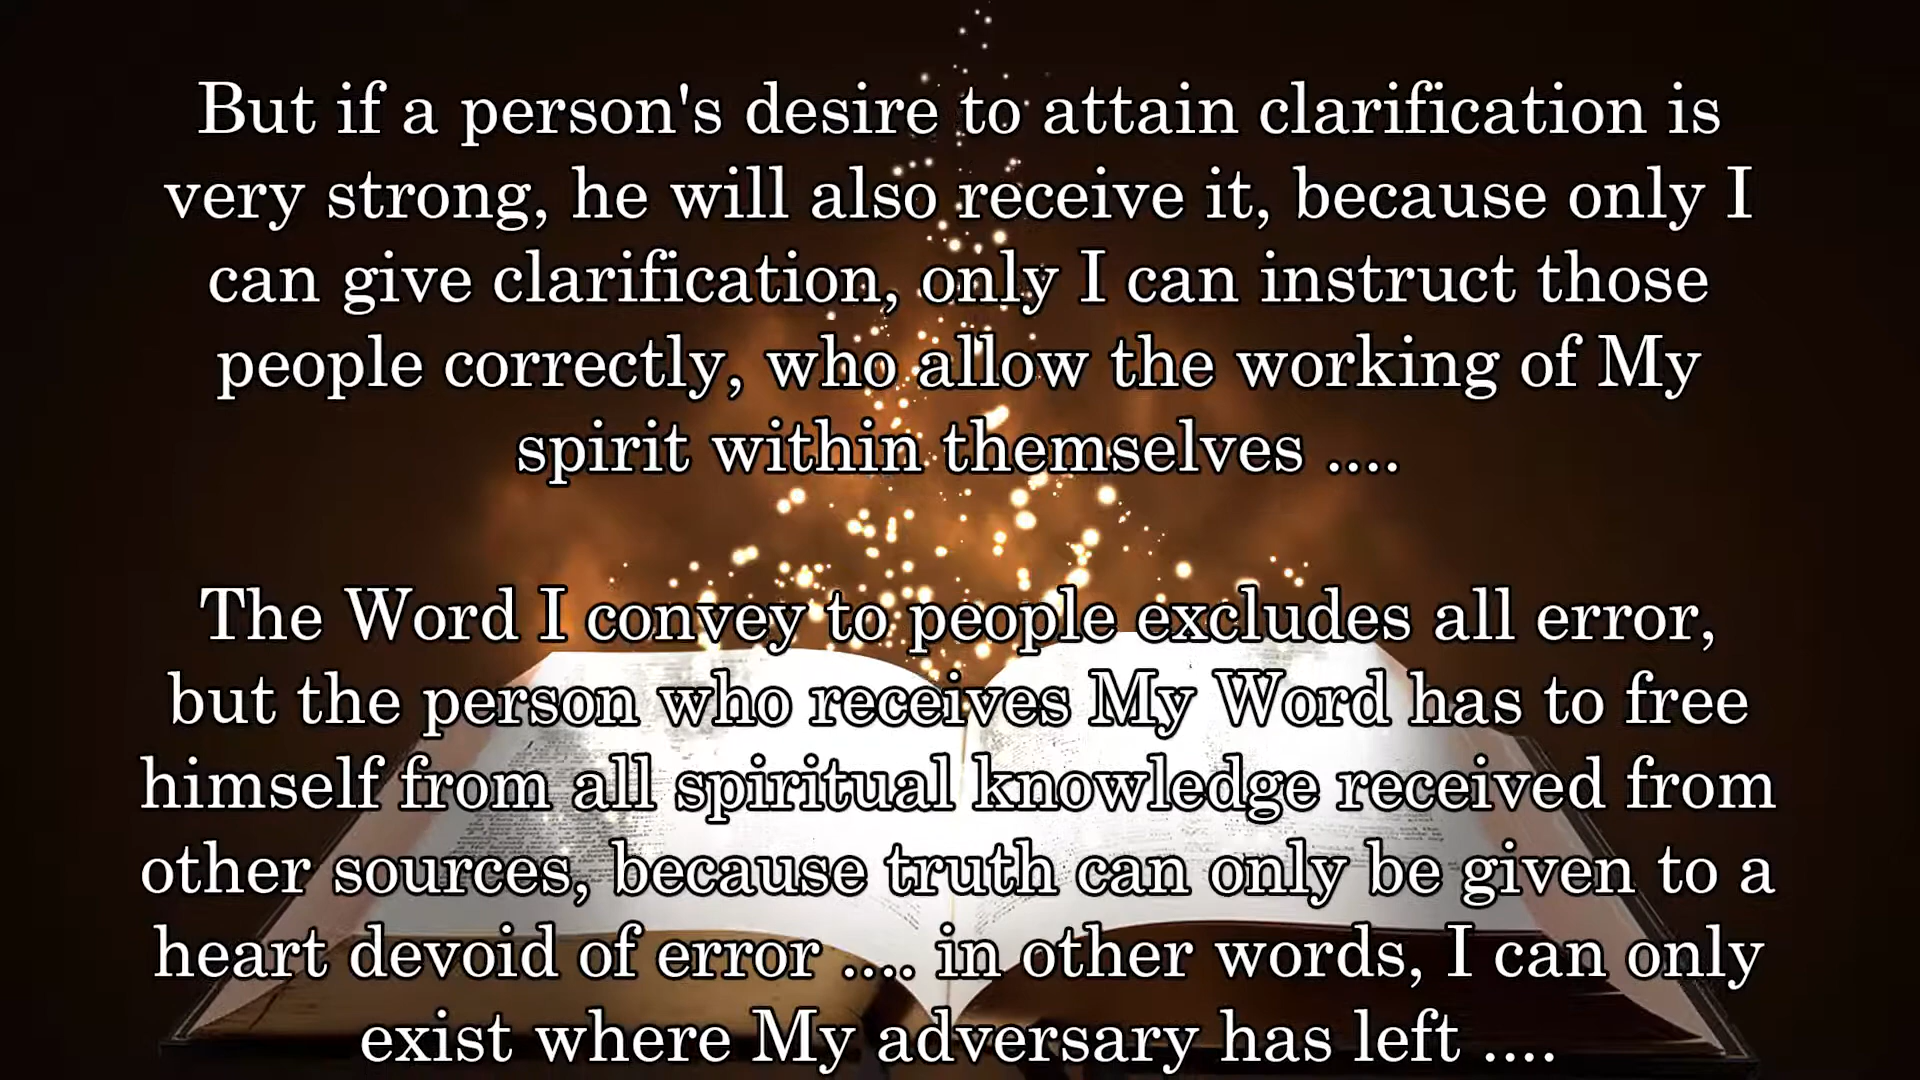 But if a person's desire to attain clarification is
very strong, he will also receive it, because only I
can give clarification, only I can instruct those
people correctly, who allow the working of My
spirit within themselves ....
The Word I convey to people excludes all error,
but the person who receives My Word has to free
himself from all spiritual knowledge received from
other sources, because truth can only be given to a
heart devoid of error .... in other words, I can only
exist where My adversary has left ....